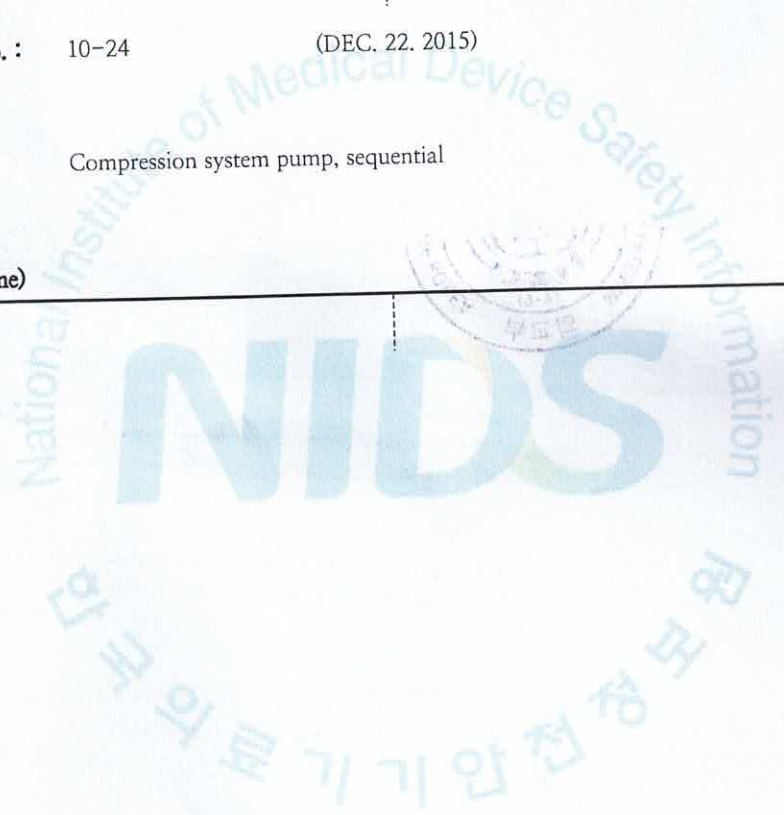 .: 10-24 (DEC. 22. 2015)
Compression system pump, sequential
ne)
National Institute of Medical Device Safety Information
NIDS
한국의료기기안전정보원